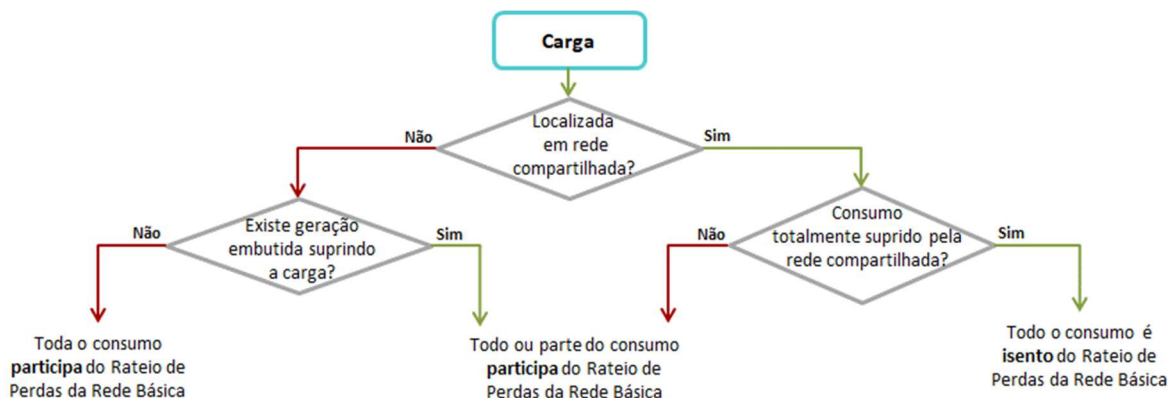 Carga
Localizada
em rede
compartilhada?
Não
Sim
Existe geração
embutida suprindo
a carga?
Não
Sim
Consumo
totalmente suprido pela
rede compartilhada?
Não
Sim
Toda o consumo
participa do Rateio de
Perdas da Rede Básica
Todo ou parte do consumo
participa do Rateio de
Perdas da Rede Básica
Todo o consumo é
isento do Rateio de
Perdas da Rede Básica